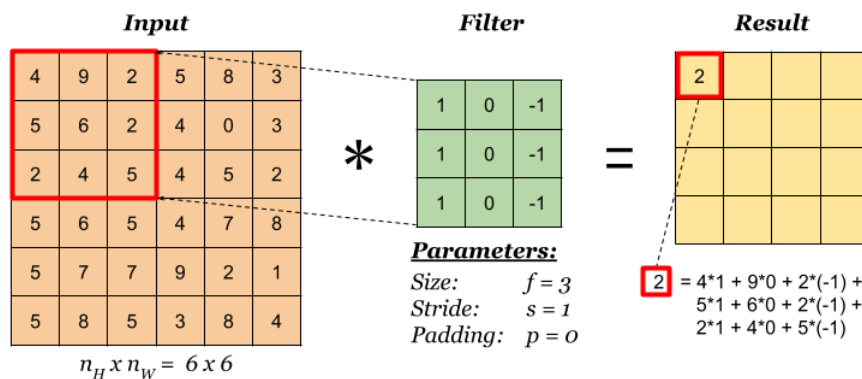 Input Filter Result
4 9 2 5 8 3
5 6 2 4 0 3
2 4 5 4 5 2
5 6 5 4 7 8
5 7 7 9 2 1
5 8 5 3 8 4
n_H x n_W = 6 x 6
*
1 0 -1
1 0 -1
1 0 -1
Parameters:
Size: f = 3
Stride: s = 1
Padding: p = 0
=
2
2 = 4*1 + 9*0 + 2*(-1) +
5*1 + 6*0 + 2*(-1) +
2*1 + 4*0 + 5*(-1)